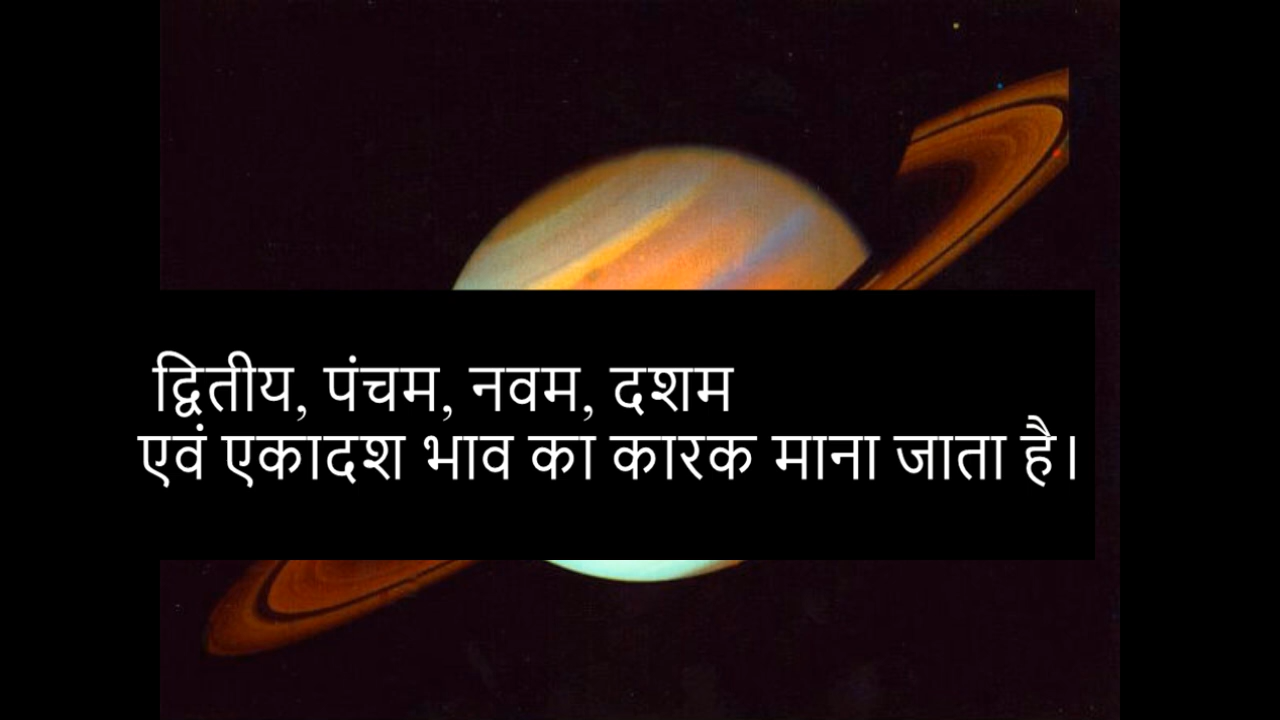 द्वितीय, पंचम, नवम, दशम
एवं एकादश भाव का कारक माना जाता है।